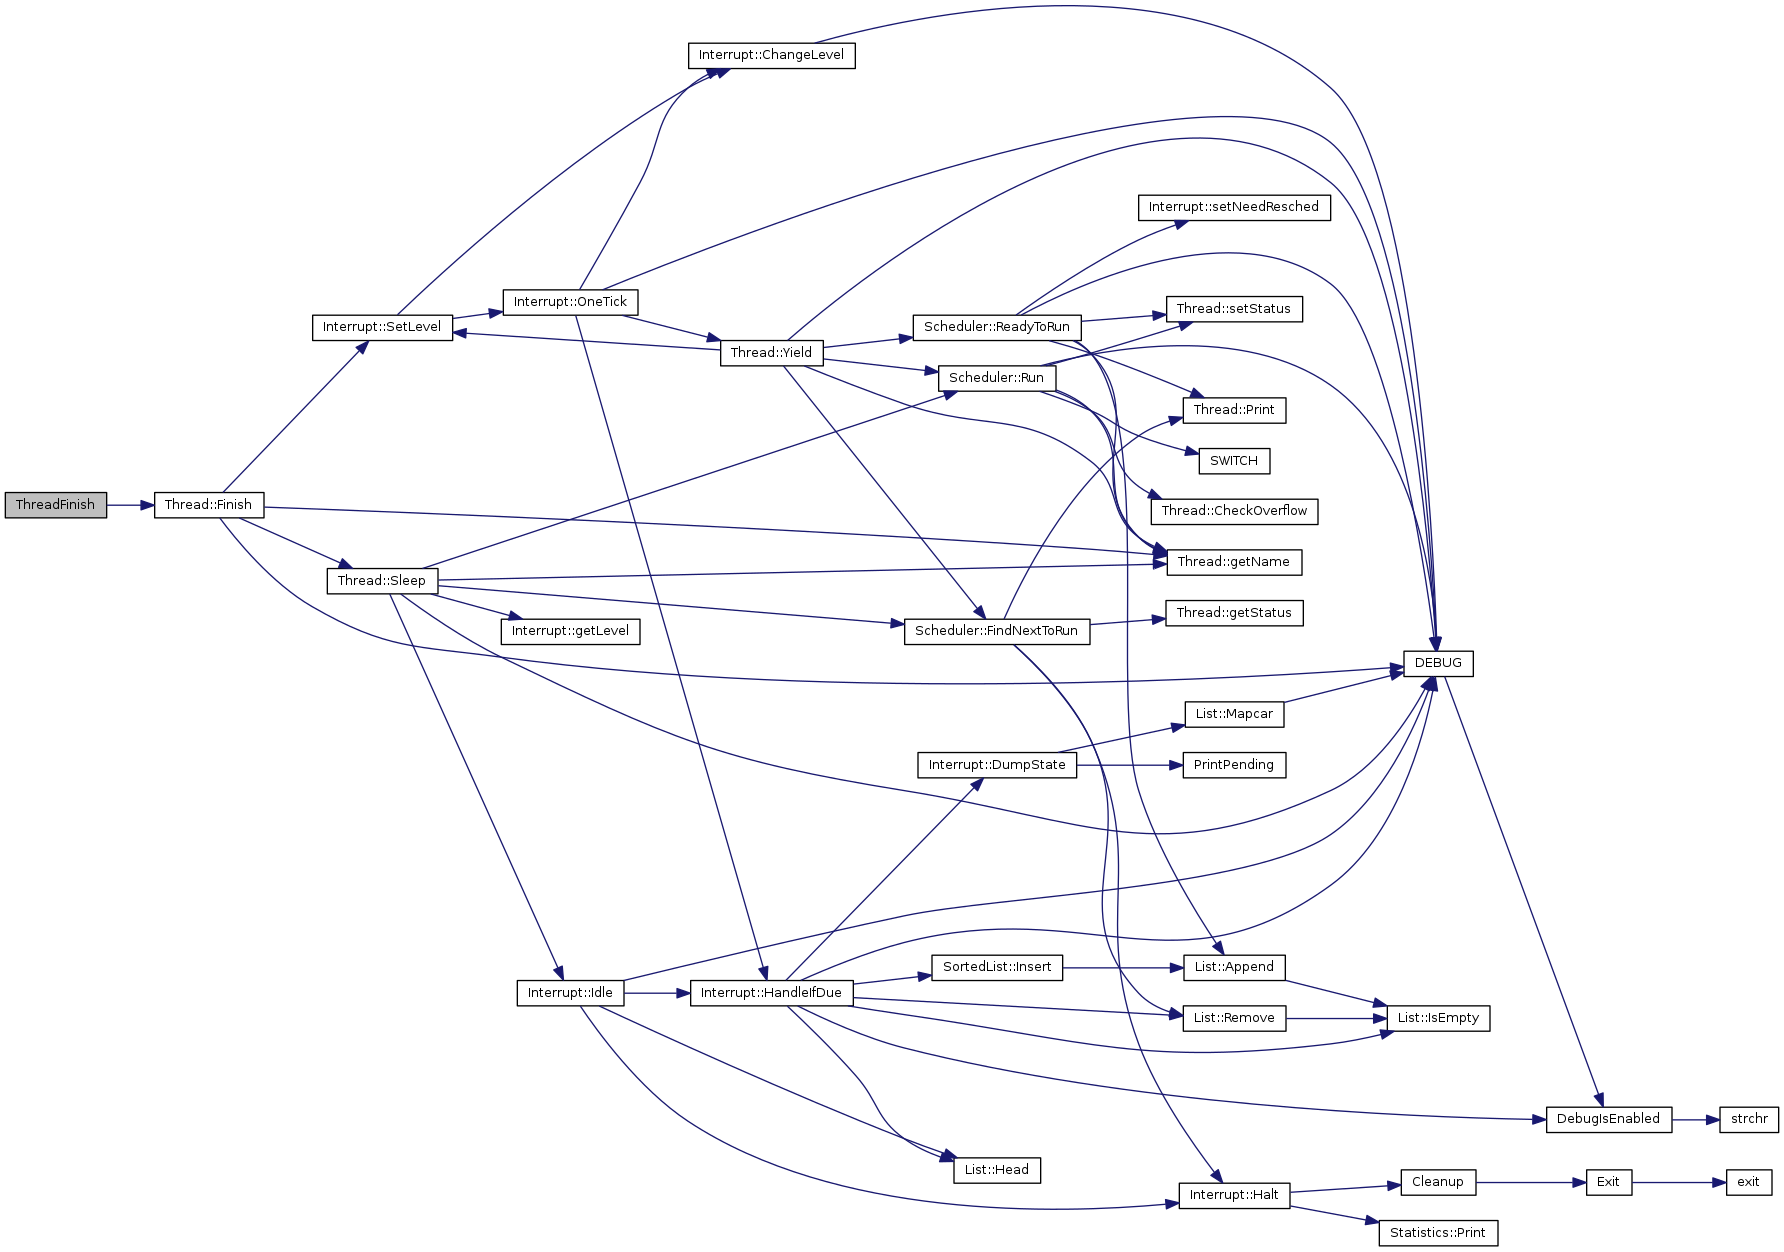 Interrupt::ChangeLevel
Interrupt::setNeedResched
Interrupt::OneTick
Thread::setStatus
Interrupt::SetLevel
Scheduler::ReadyToRun
Thread::Yield
Scheduler::Run
Thread::Print
SWITCH
ThreadFinish
Thread::Finish
Thread::CheckOverflow
Thread::getName
Thread::Sleep
Thread::getStatus
Interrupt::getLevel
Scheduler::FindNextToRun
DEBUG
List::Mapcar
Interrupt::DumpState
PrintPending
SortedList::Insert
List::Append
Interrupt::Idle
Interrupt::HandleIfDue
List::Remove
List::IsEmpty
DebugIsEnabled
strchr
List::Head
Interrupt::Halt
Cleanup
Exit
exit
Statistics::Print